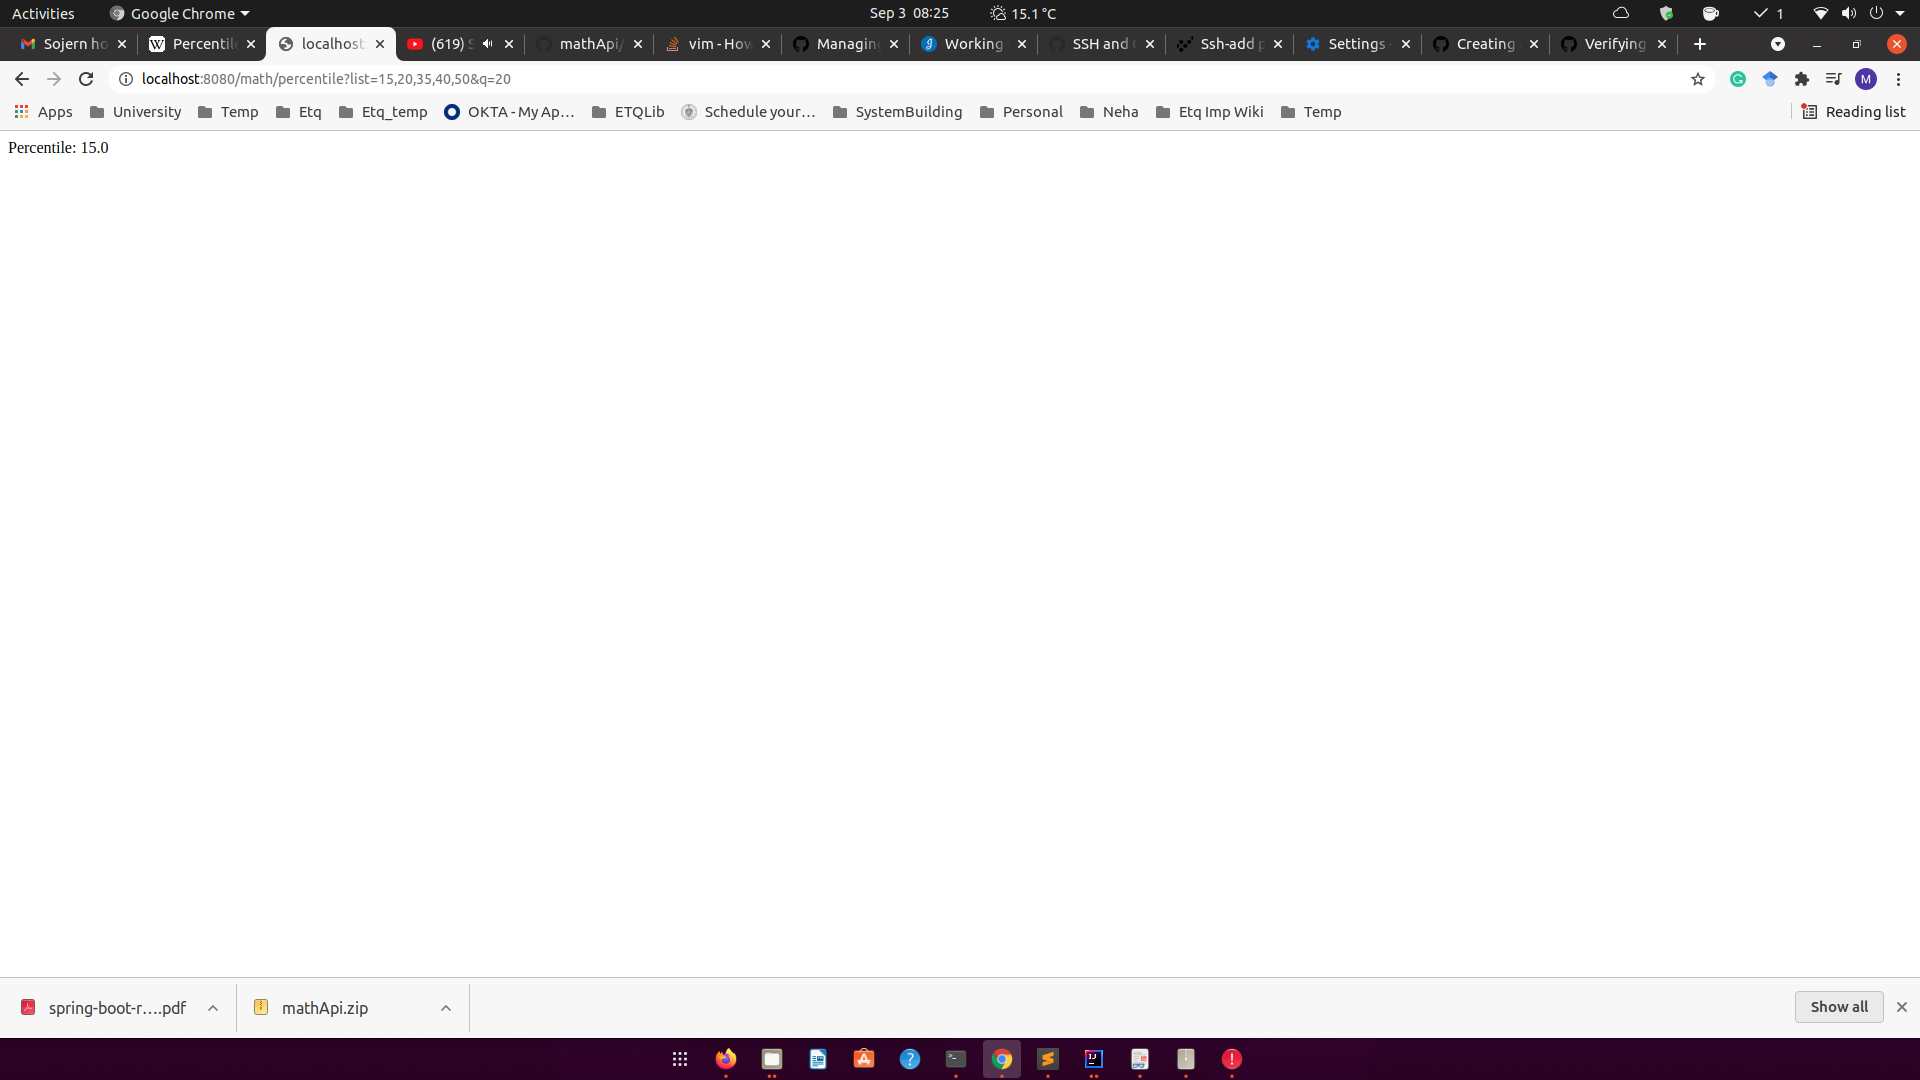 Activities Google Chrome Sep 3 08:25 15.1 °C 1
Sojern ho Percentil localhost (619) S mathApi/ vim - How Managing Working SSH and Ssh-add p Settings Creating Verifying
localhost:8080/math/percentile?list=15,20,35,40,50&q=20 M
Apps University Temp Etq Etq_temp OKTA - My Ap... ETQLib Schedule your... SystemBuilding Personal Neha Etq Imp Wiki Temp Reading list
Percentile: 15.0
spring-boot-r....pdf mathApi.zip Show all